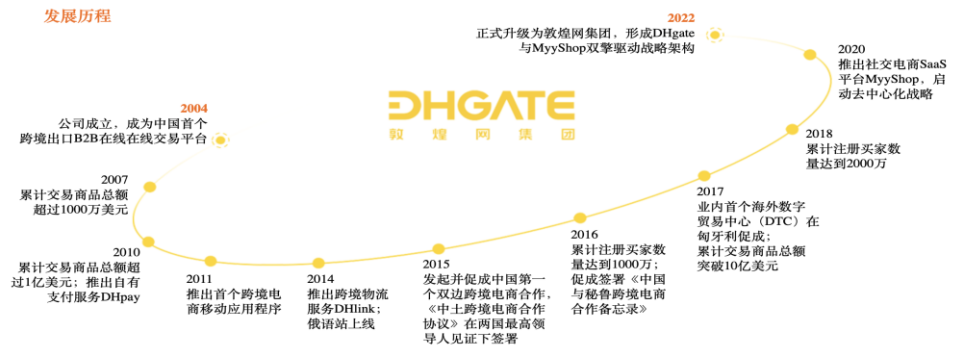 发展历程
2004
公司成立，成为中国首个
跨境出口B2B在线在线交易平台
2007
累计交易商品总额
超过1000万美元
2010
累计交易商品总额超
过1亿美元；推出自有
支付服务DHpay
2011
推出首个跨境电
商移动应用程序
2014
推出跨境物流
服务DHlink；
俄语站上线
2015
发起并促成中国第一
个双边跨境电商合作，
《中土跨境电商合作
协议》在两国最高领
导人见证下签署
2016
累计注册买家数
量达到1000万；
促成签署《中国
与秘鲁跨境电商
合作备忘录》
2017
业内首个海外数字
贸易中心（DTC）在
匈牙利促成；
累计交易商品总额
突破10亿美元
2018
累计注册买家数
量达到2000万
2020
推出社交电商SaaS
平台MyyShop，启
动去中心化战略
2022
正式升级为敦煌网集团，形成DHgate
与MyyShop双擎驱动战略架构
DHGATE
敦煌网集团